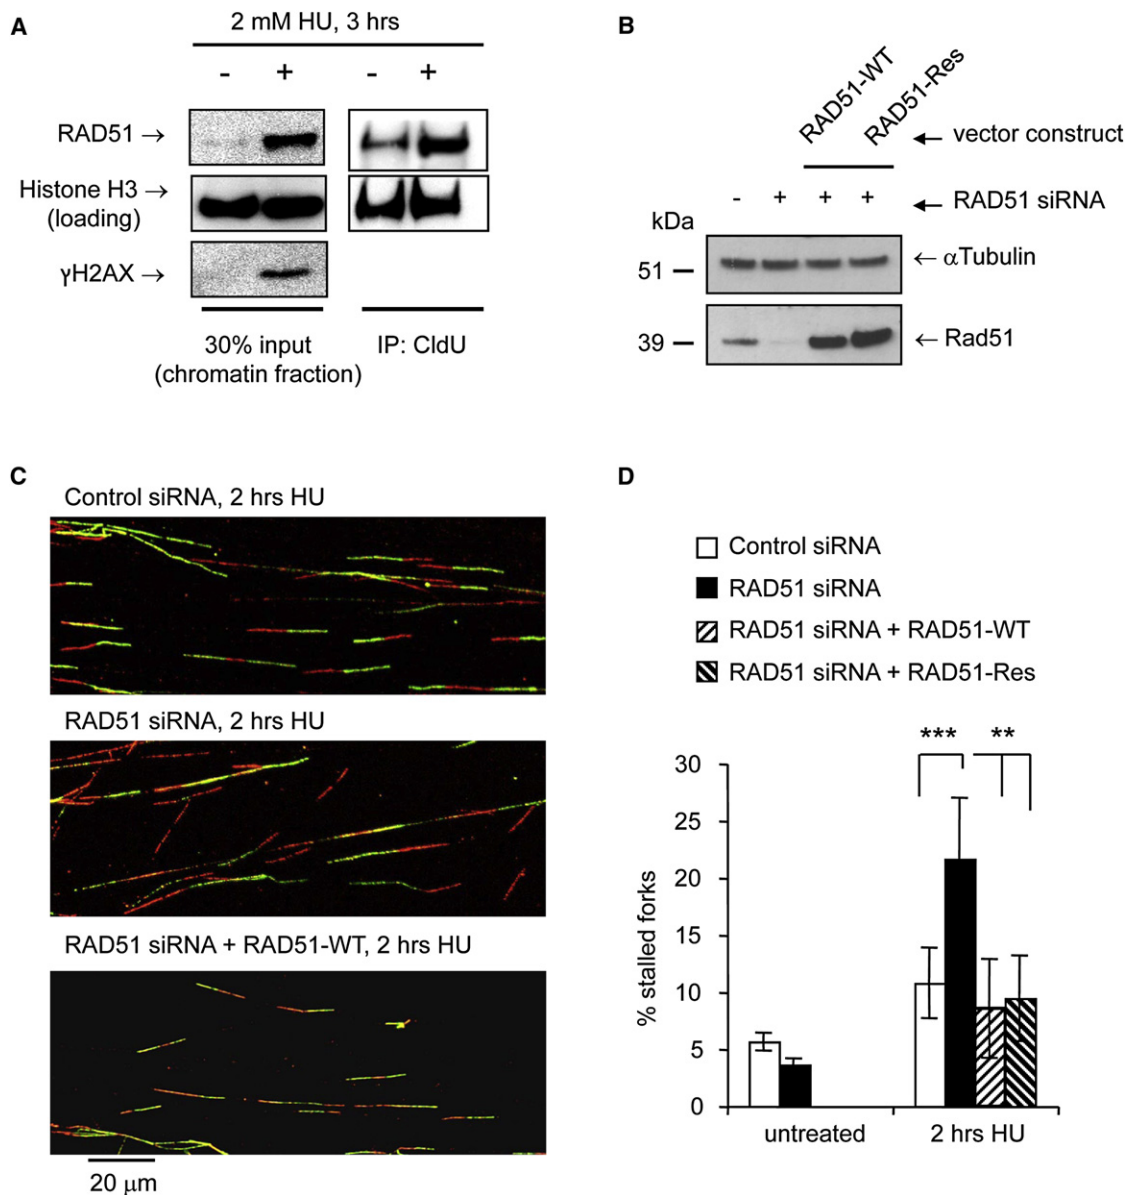 A
2 mM HU, 3 hrs
- + - +
RAD51 →
Histone H3 →
(loading)
γH2AX →
30% input
(chromatin fraction)
IP: CldU
B
RAD51-WT
RAD51-Res
← vector construct
- + + + ← RAD51 siRNA
kDa
51 ← αTubulin
39 ← Rad51
C
Control siRNA, 2 hrs HU
RAD51 siRNA, 2 hrs HU
RAD51 siRNA + RAD51-WT, 2 hrs HU
20 μm
D
Control siRNA
RAD51 siRNA
RAD51 siRNA + RAD51-WT
RAD51 siRNA + RAD51-Res
*** **
% stalled forks
30
25
20
15
10
5
0
untreated
2 hrs HU